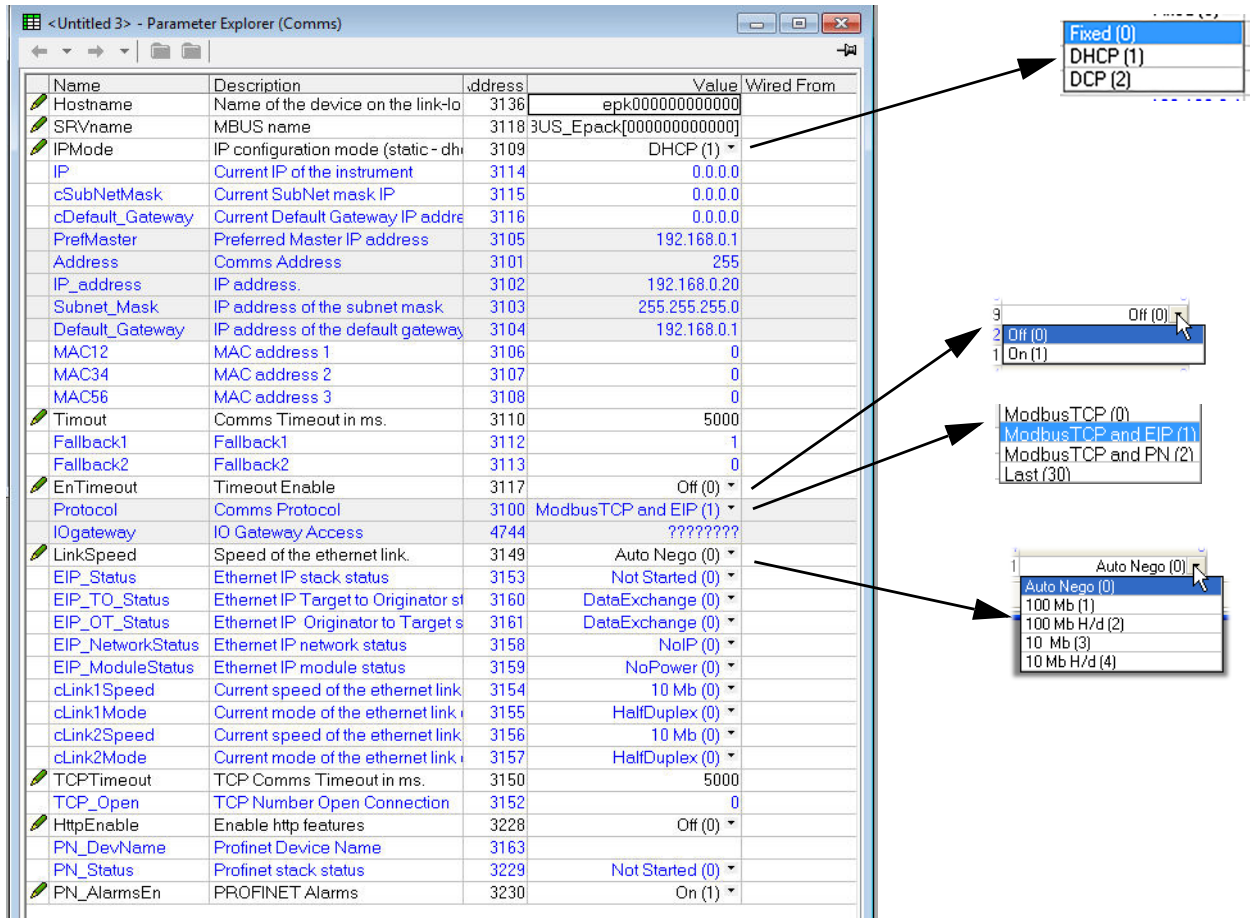 <Untitled 3> - Parameter Explorer (Comms)
Name Description ddress Value Wired From
Hostname Name of the device on the link-lo 3136 epk000000000000
SRVname MBUS name 3118 BUS_Epack[000000000000]
IPMode IP configuration mode (static - dh 3109 DHCP (1)
IP Current IP of the instrument 3114 0.0.0.0
cSubNetMask Current SubNet mask IP 3115 0.0.0.0
cDefault_Gateway Current Default Gateway IP addre 3116 0.0.0.0
PrefMaster Preferred Master IP address 3105 192.168.0.1
Address Comms Address 3101 255
IP_address IP address. 3102 192.168.0.20
Subnet_Mask IP address of the subnet mask 3103 255.255.255.0
Default_Gateway IP address of the default gateway 3104 192.168.0.1
MAC12 MAC address 1 3106 0
MAC34 MAC address 2 3107 0
MAC56 MAC address 3 3108 0
Timout Comms Timeout in ms. 3110 5000
Fallback1 Fallback1 3112 1
Fallback2 Fallback2 3113 0
EnTimeout Timeout Enable 3117 Off (0)
Protocol Comms Protocol 3100 ModbusTCP and EIP (1)
IOgateway IO Gateway Access 4744 ????????
LinkSpeed Speed of the ethernet link. 3149 Auto Nego (0)
EIP_Status Ethernet IP stack status 3153 Not Started (0)
EIP_TO_Status Ethernet IP Target to Originator st 3160 DataExchange (0)
EIP_OT_Status Ethernet IP Originator to Target s 3161 DataExchange (0)
EIP_NetworkStatus Ethernet IP network status 3158 NoIP (0)
EIP_ModuleStatus Ethernet IP module status 3159 NoPower (0)
cLink1Speed Current speed of the ethernet link 3154 10 Mb (0)
cLink1Mode Current mode of the ethernet link 3155 HalfDuplex (0)
cLink2Speed Current speed of the ethernet link 3156 10 Mb (0)
cLink2Mode Current mode of the ethernet link 3157 HalfDuplex (0)
TCPTimeout TCP Comms Timeout in ms. 3150 5000
TCP_Open TCP Number Open Connection 3152 0
HttpEnable Enable http features 3228 Off (0)
PN_DevName Profinet Device Name 3163
PN_Status Profinet stack status 3229 Not Started (0)
PN_AlarmsEn PROFINET Alarms 3230 On (1)
Fixed (0)
DHCP (1)
DCP (2)
9 Off (0)
2 Off (0)
1 On (1)
ModbusTCP (0)
ModbusTCP and EIP (1)
ModbusTCP and PN (2)
Last (30)
1 Auto Nego (0)
Auto Nego (0)
100 Mb (1)
100 Mb H/d (2)
10 Mb (3)
10 Mb H/d (4)